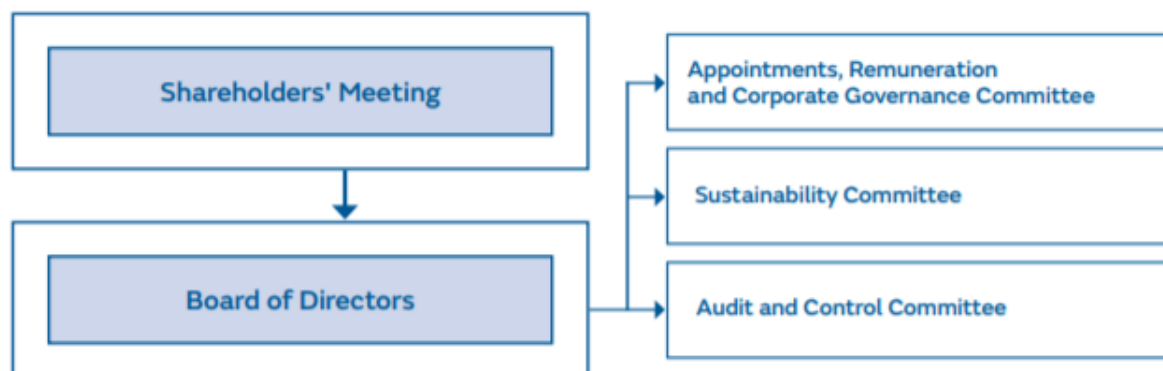 Shareholders' Meeting
Board of Directors
Appointments, Remuneration
and Corporate Governance Committee
Sustainability Committee
Audit and Control Committee